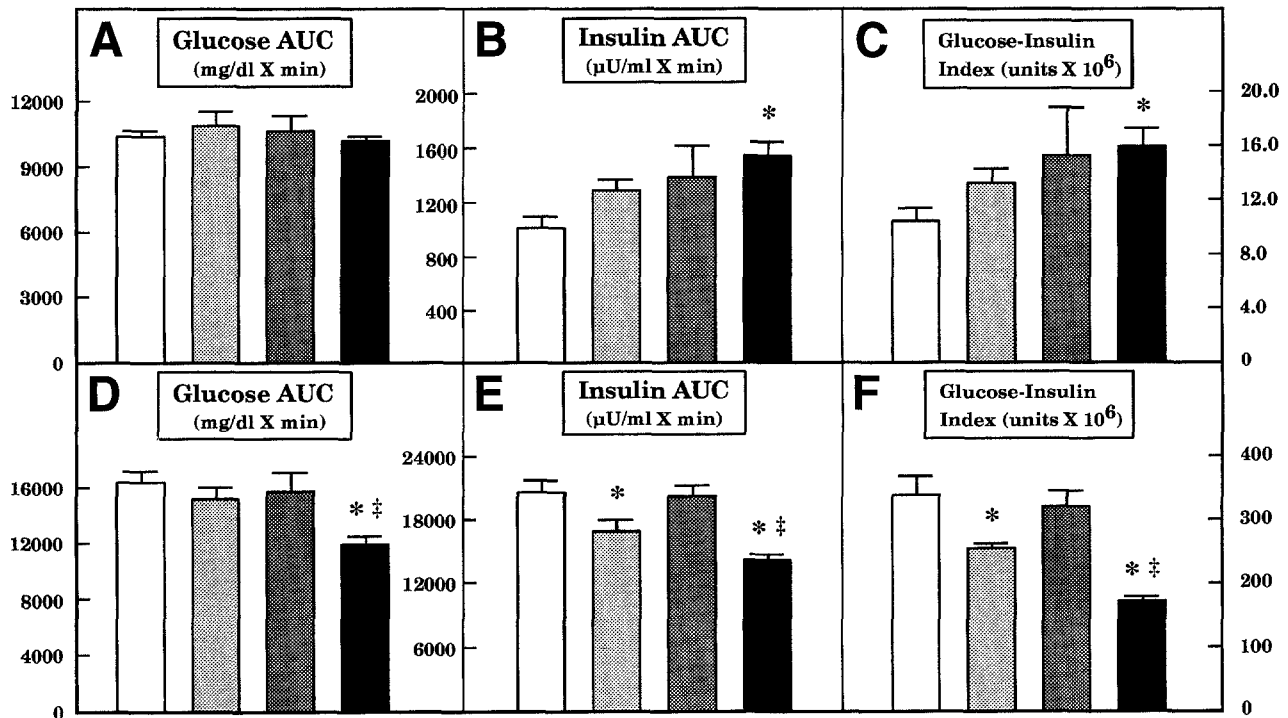 A
Glucose AUC
(mg/dl X min)
12000
9000
6000
3000
0
B
Insulin AUC
(µU/ml X min)
2000
1600
1200
800
400
*
C
Glucose-Insulin
Index (units X 10⁶)
20.0
16.0
12.0
8.0
4.0
0
*
D
Glucose AUC
(mg/dl X min)
16000
12000
8000
4000
0
* ‡
E
Insulin AUC
(µU/ml X min)
24000
18000
12000
6000
*
* ‡
F
Glucose-Insulin
Index (units X 10⁶)
400
300
200
100
0
*
* ‡